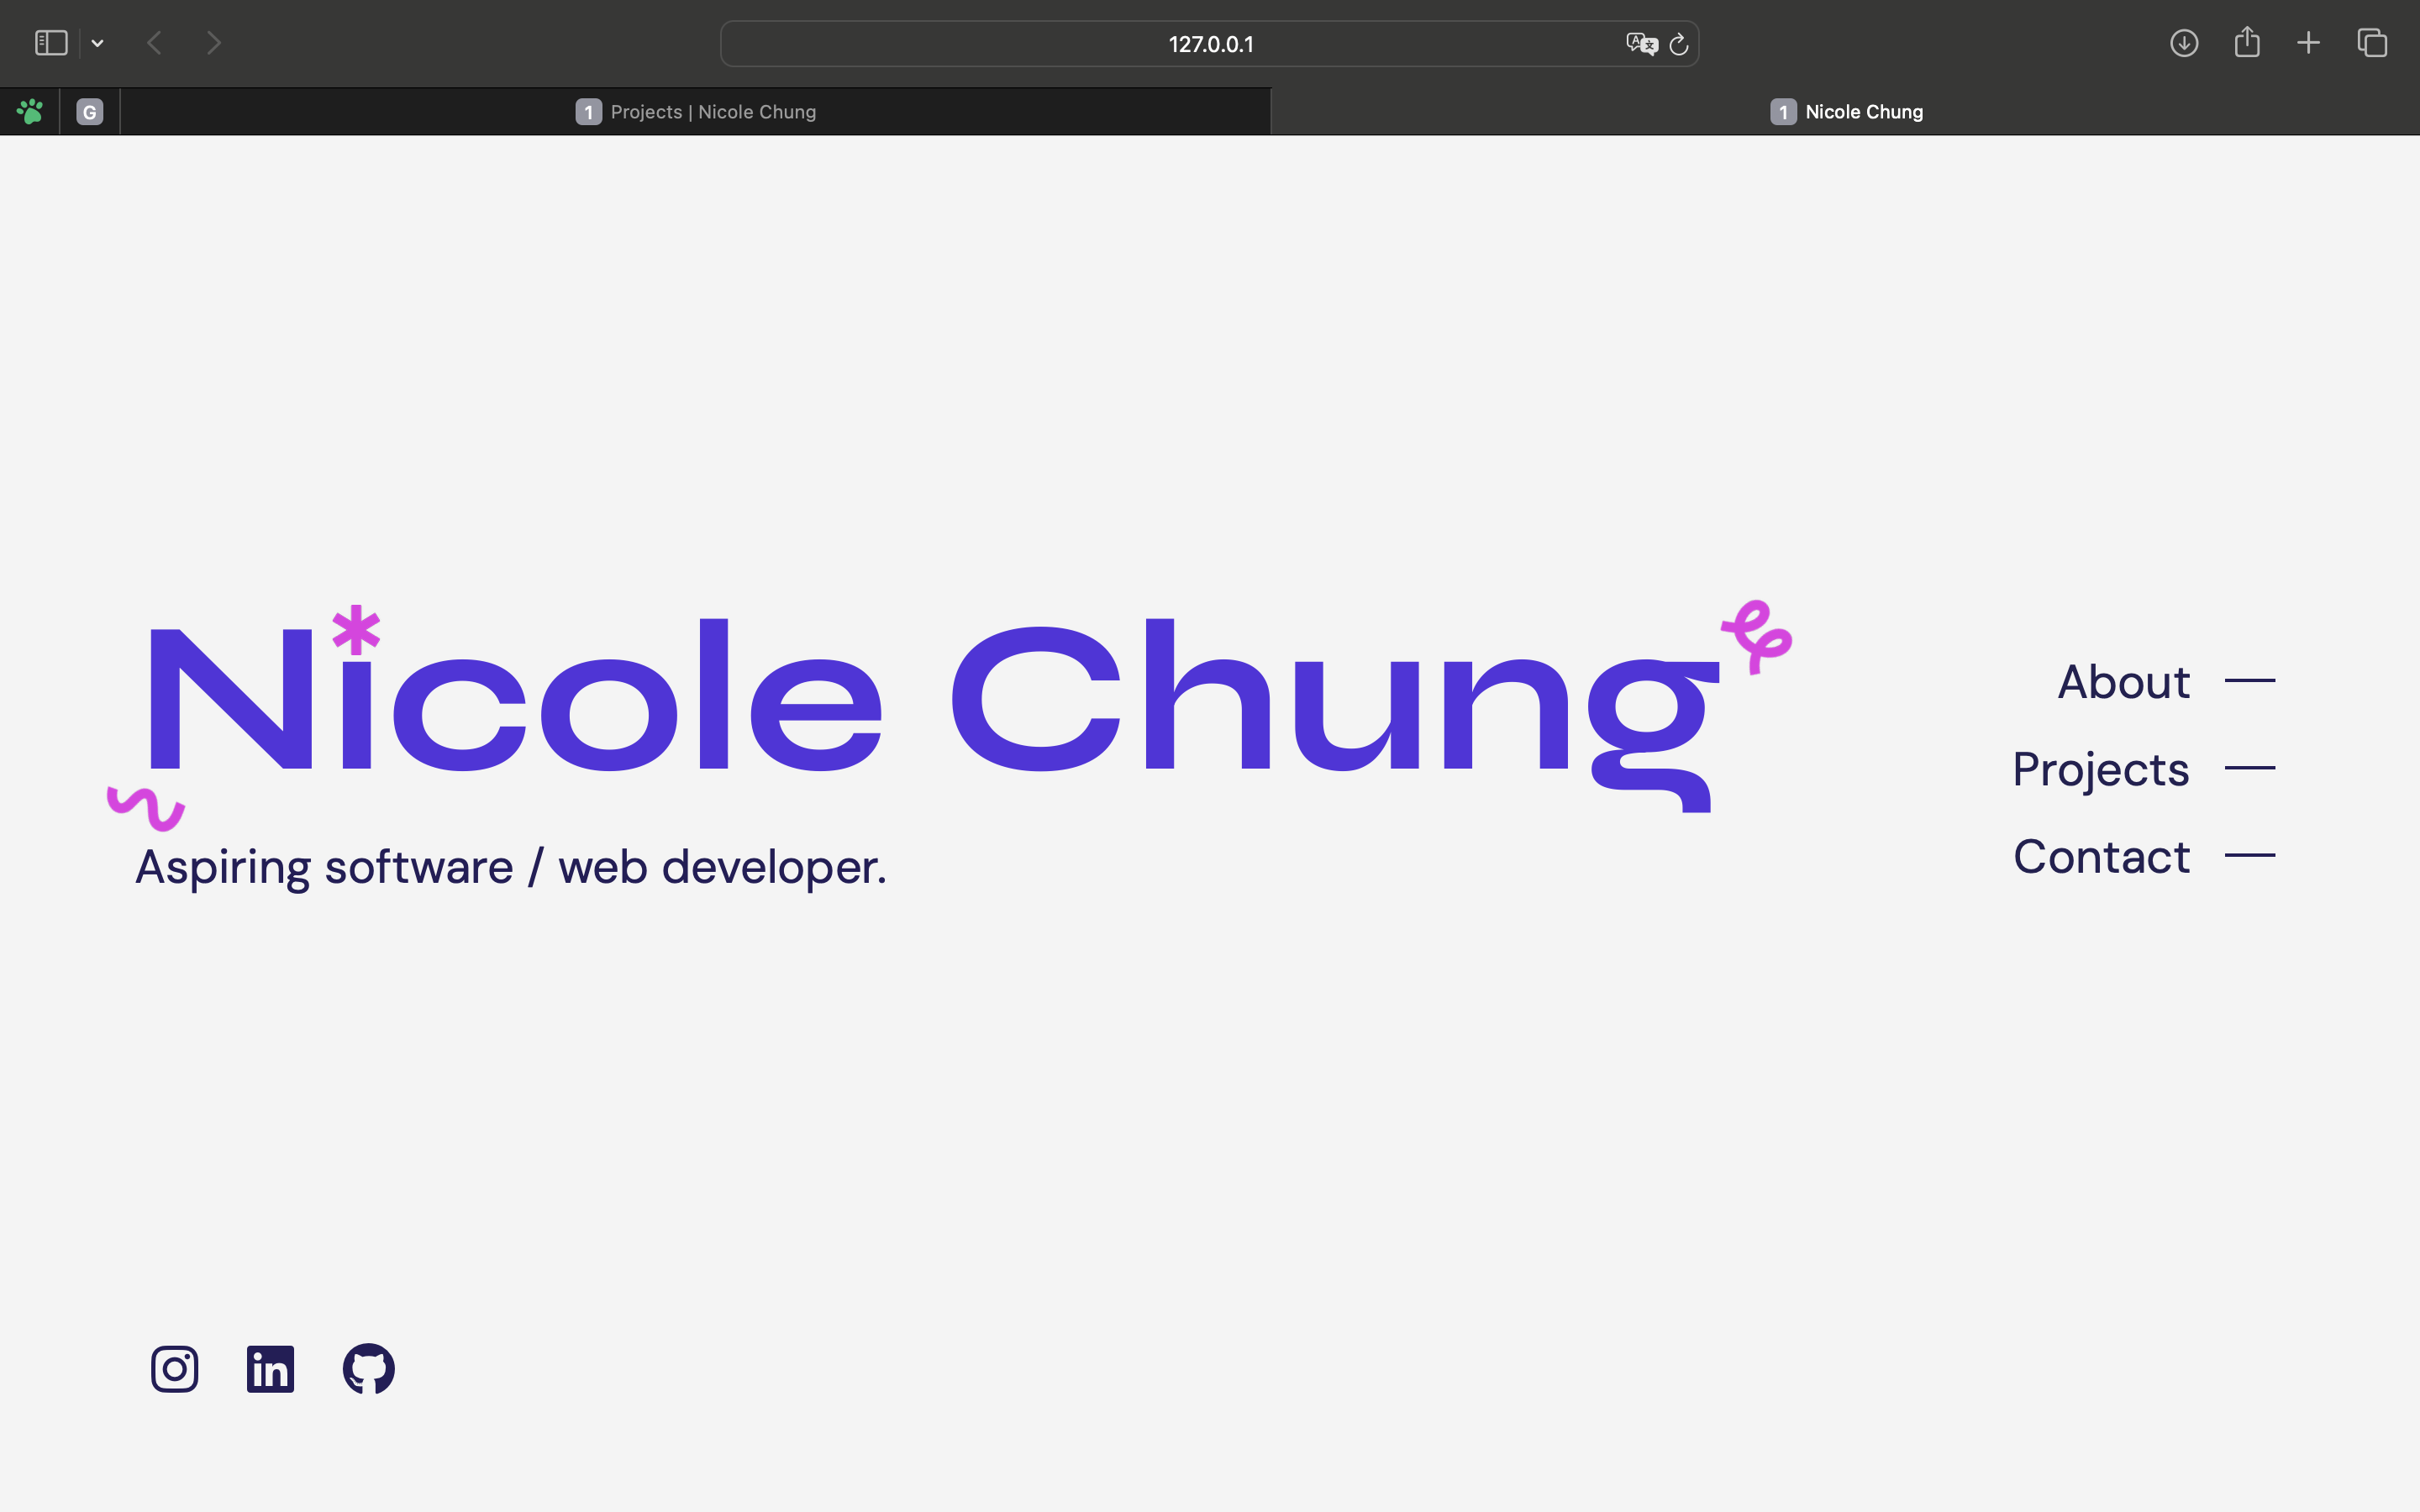 127.0.0.1
G
1 Projects | Nicole Chung
1 Nicole Chung
Nicole Chung
About
Projects
Contact
Aspiring software / web developer.
in